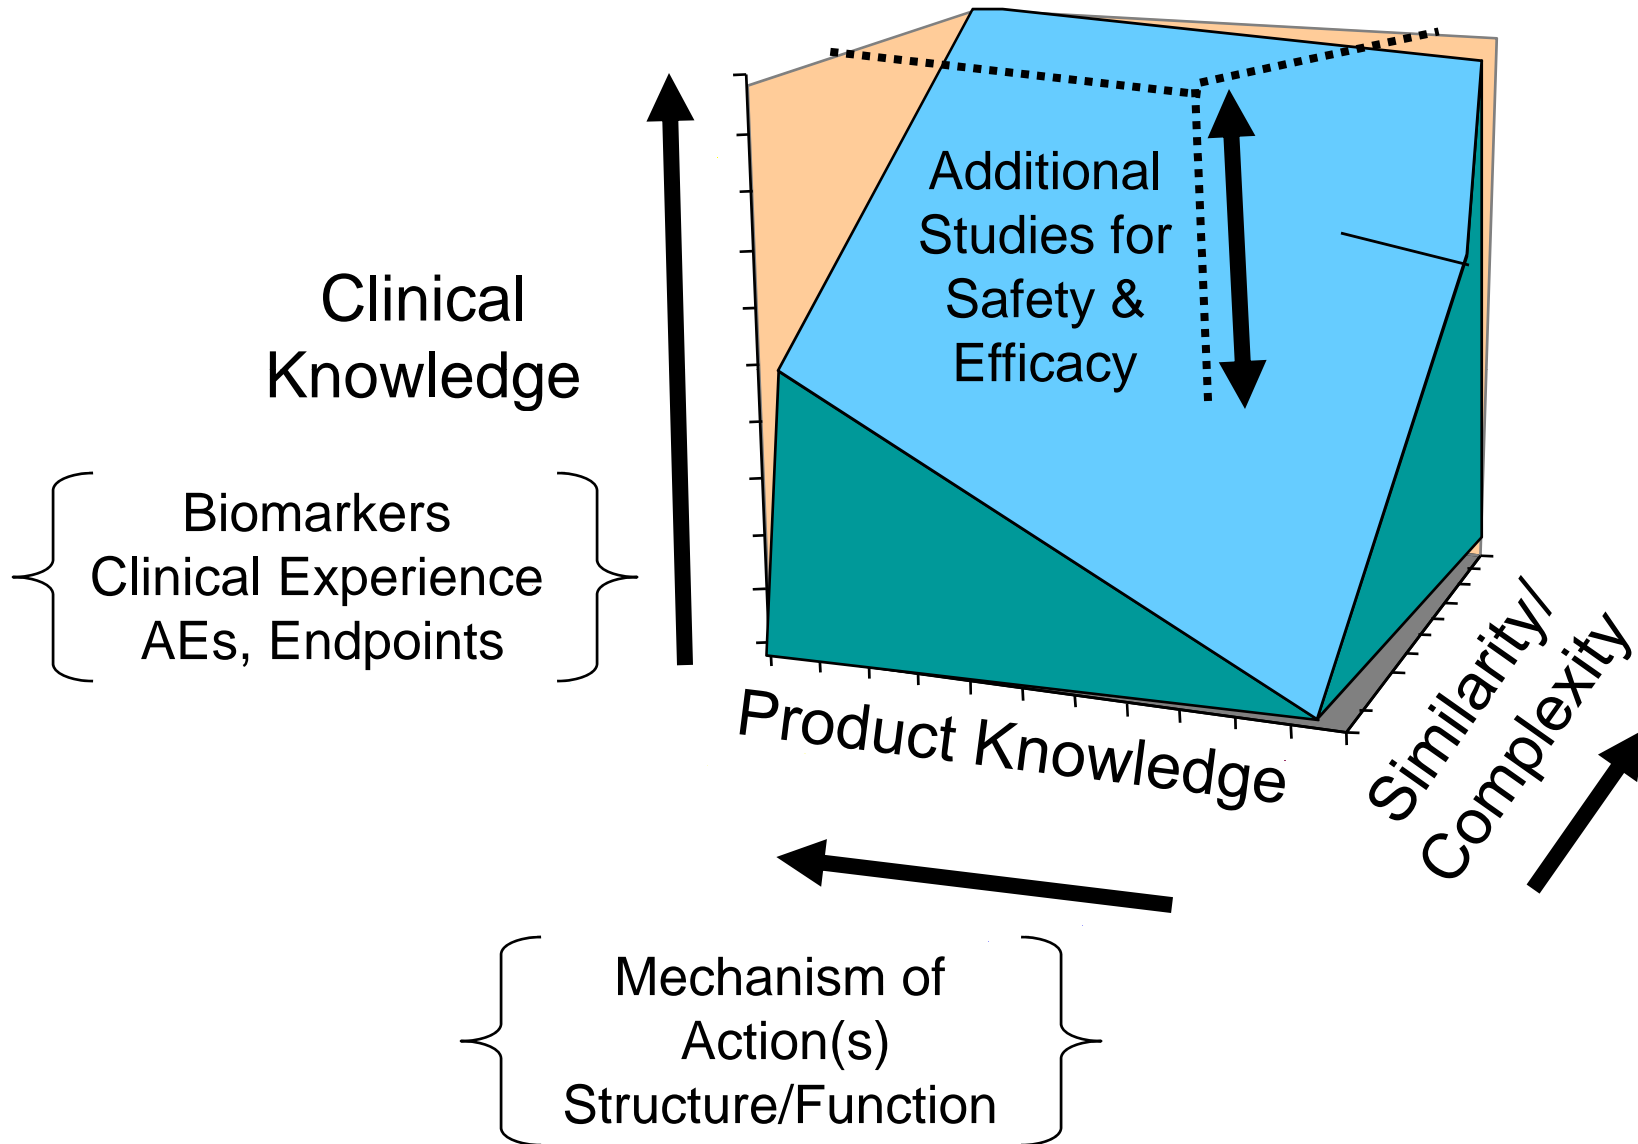 Additional
Studies for
Safety &
Efficacy
Clinical
Knowledge
Biomarkers
Clinical Experience
AEs, Endpoints
Product Knowledge
Similarity/
Complexity
Mechanism of
Action(s)
Structure/Function